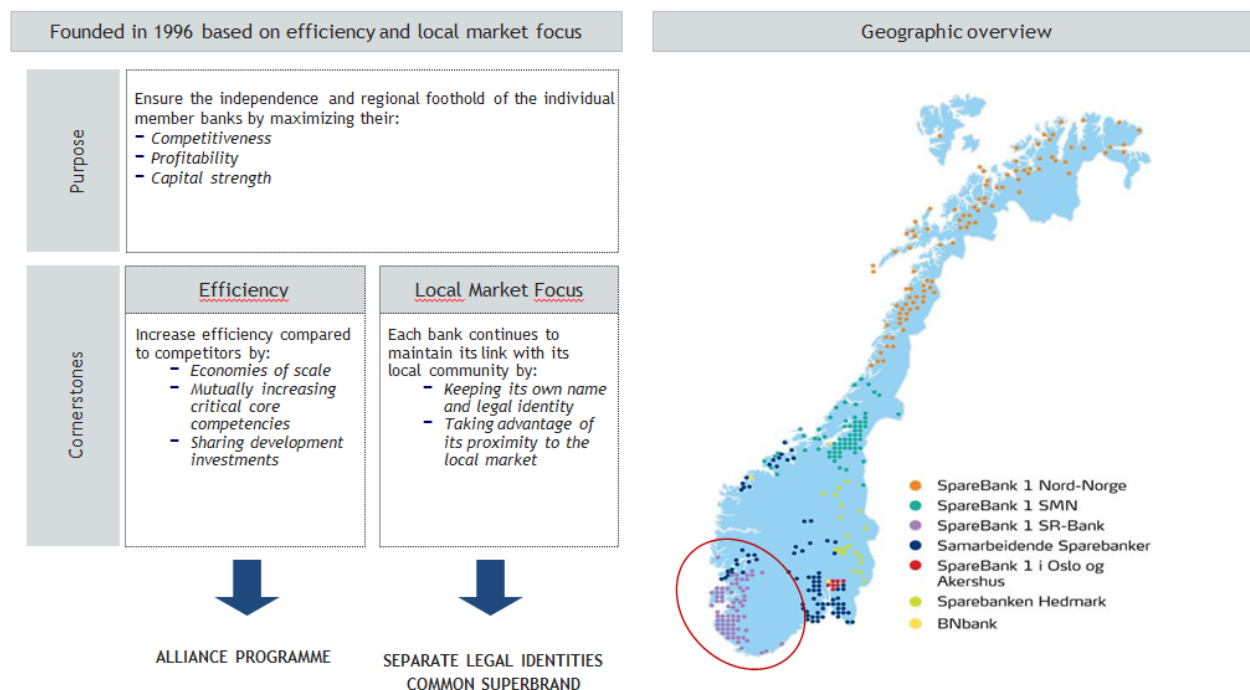 Founded in 1996 based on efficiency and local market focus
Purpose
Ensure the independence and regional foothold of the individual
member banks by maximizing their:
– Competitiveness
– Profitability
– Capital strength
Cornerstones
Efficiency
Increase efficiency compared
to competitors by:
– Economies of scale
– Mutually increasing
critical core
competencies
– Sharing development
investments
ALLIANCE PROGRAMME
Local Market Focus
Each bank continues to
maintain its link with its
local community by:
– Keeping its own name
and legal identity
– Taking advantage of
its proximity to the
local market
SEPARATE LEGAL IDENTITIES
COMMON SUPERBRAND
Geographic overview
SpareBank 1 Nord-Norge
SpareBank 1 SMN
SpareBank 1 SR-Bank
Samarbeidende Sparebanker
SpareBank 1 i Oslo og
Akershus
Sparebanken Hedmark
BNbank